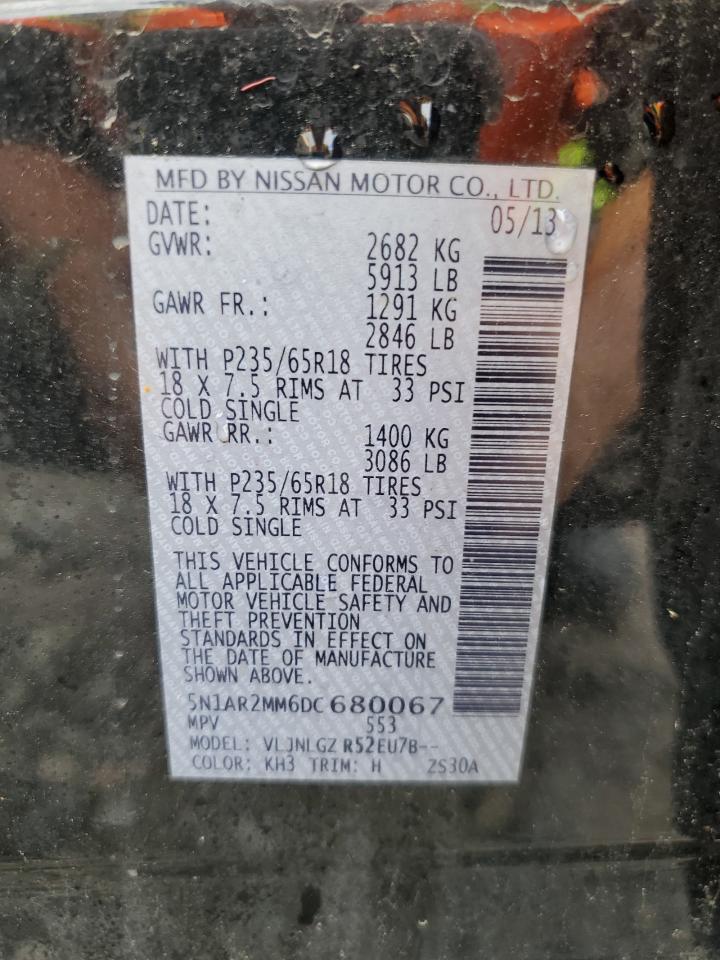 MFD BY NISSAN MOTOR CO., LTD.
DATE: 05/13
GVWR: 2682 KG
5913 LB
GAWR FR.: 1291 KG
2846 LB
WITH P235/65R18 TIRES
18 X 7.5 RIMS AT 33 PSI
COLD SINGLE
GAWR RR.: 1400 KG
3086 LB
WITH P235/65R18 TIRES
18 X 7.5 RIMS AT 33 PSI
COLD SINGLE
THIS VEHICLE CONFORMS TO
ALL APPLICABLE FEDERAL
MOTOR VEHICLE SAFETY AND
THEFT PREVENTION
STANDARDS IN EFFECT ON
THE DATE OF MANUFACTURE
SHOWN ABOVE.
5N1AR2MM6DC 680067
MPV 553
MODEL: VLJNLGZ R52EU7B--
COLOR: KH3 TRIM: H 2S30A